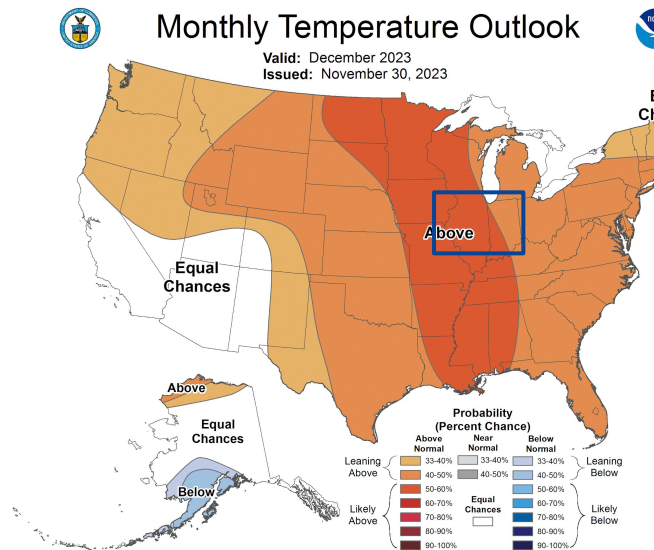 Monthly Temperature Outlook
Valid: December 2023
Issued: November 30, 2023
Above
Equal
Chances
Above
Equal
Chances
Below
Probability
(Percent Chance)
Above
Normal
Near
Normal
Below
Normal
Leaning
Above
33-40%
33-40%
33-40%
Leaning
Below
40-50%
40-50%
40-50%
50-60%
50-60%
Likely
Above
60-70%
Equal
Chances
60-70%
Likely
Below
70-80%
70-80%
80-90%
80-90%
90-100%
90-100%